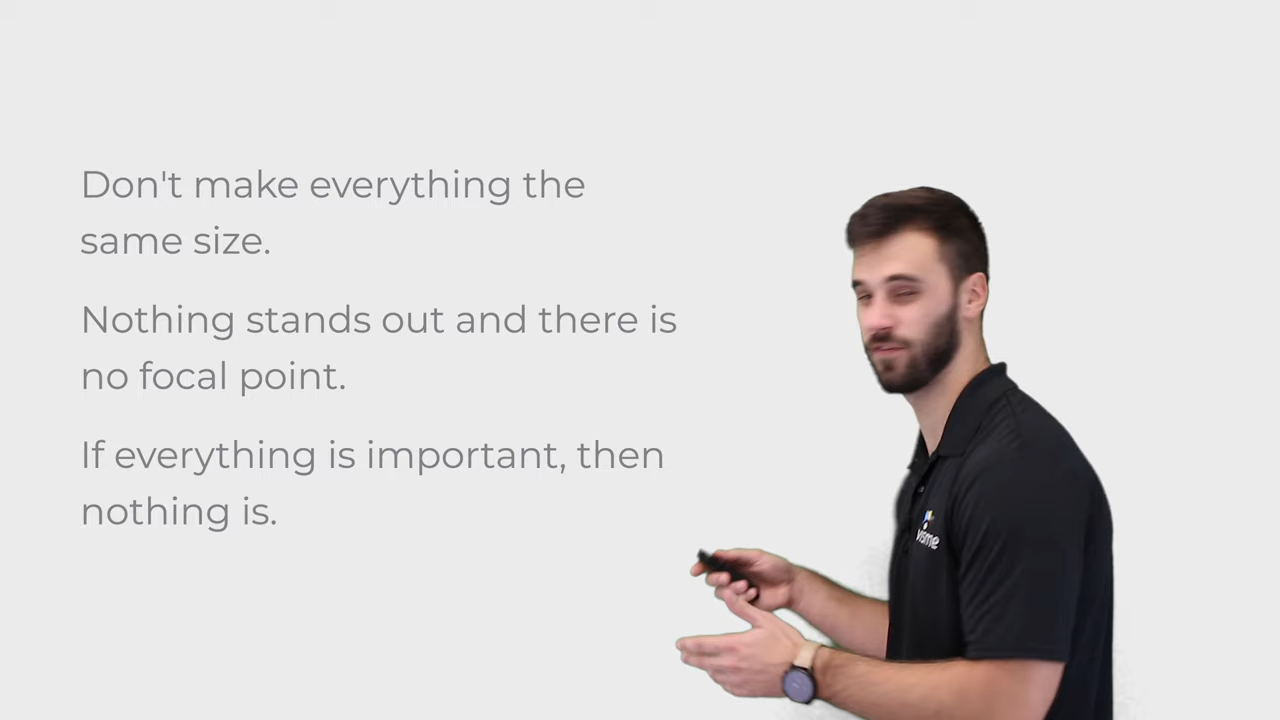 Don't make everything the
same size.
Nothing stands out and there is
no focal point.
If everything is important, then
nothing is.
visme